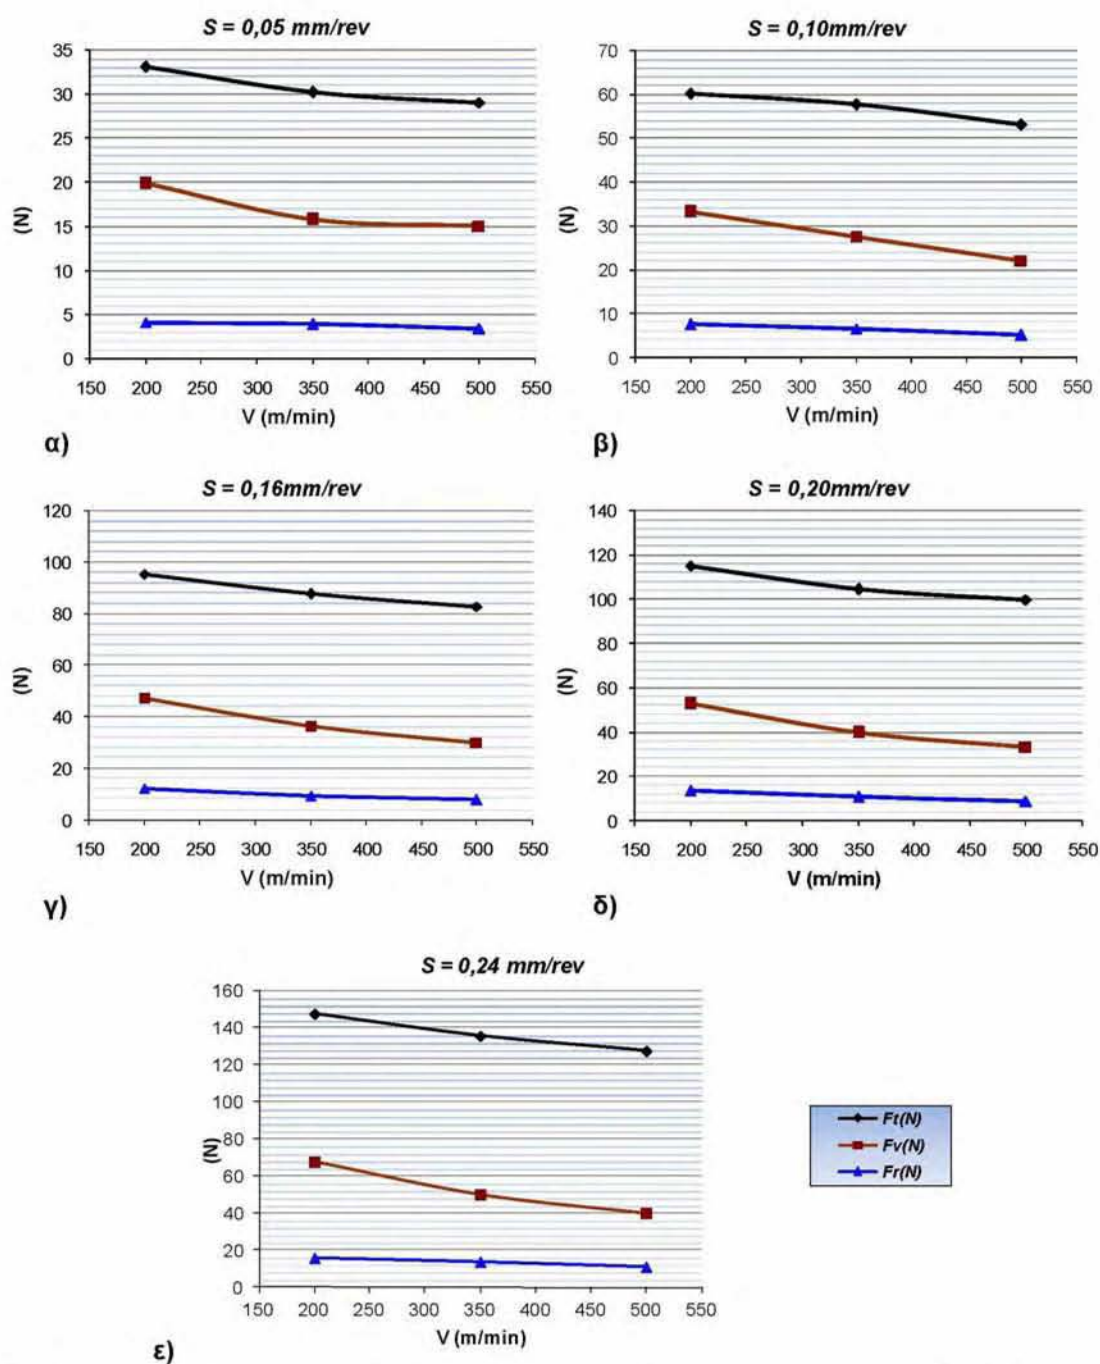 S = 0,05 mm/rev
35
30
25
20
15
10
5
0
(N)
150 200 250 300 350 400 450 500 550
V (m/min)
α)
S = 0,10mm/rev
70
60
50
40
30
20
10
0
(N)
150 200 250 300 350 400 450 500 550
V (m/min)
β)
S = 0,16mm/rev
120
100
80
60
40
20
0
(N)
150 200 250 300 350 400 450 500 550
V (m/min)
γ)
S = 0,20mm/rev
140
120
100
80
60
40
20
0
(N)
150 200 250 300 350 400 450 500 550
V (m/min)
δ)
S = 0,24 mm/rev
160
140
120
100
80
60
40
20
0
(N)
150 200 250 300 350 400 450 500 550
V (m/min)
ε)
Ft(N)
Fv(N)
Fr(N)